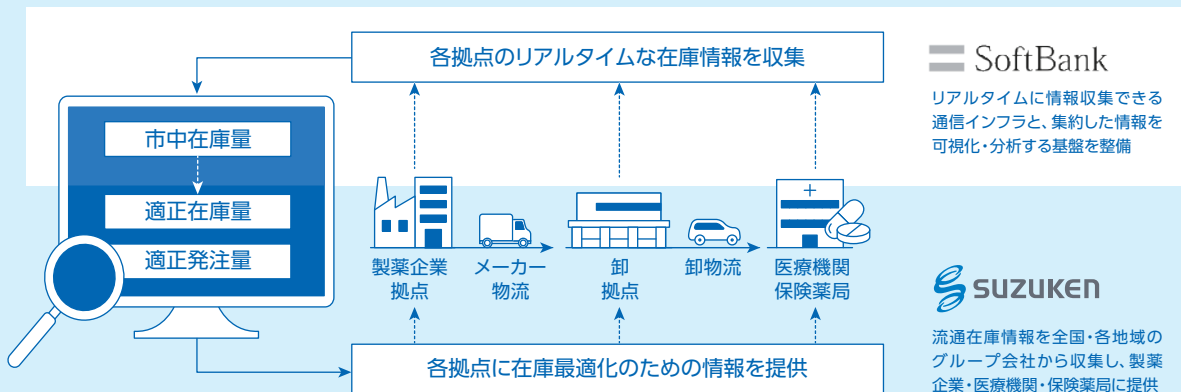 各拠点のリアルタイムな在庫情報を収集
市中在庫量
適正在庫量
適正発注量
製薬企業
拠点
メーカー
物流
卸
拠点
卸物流
医療機関
保険薬局
各拠点に在庫最適化のための情報を提供
SoftBank
リアルタイムに情報収集できる
通信インフラと、集約した情報を
可視化・分析する基盤を整備
SUZUKEN
流通在庫情報を全国・各地域の
グループ会社から収集し、製薬
企業・医療機関・保険薬局に提供